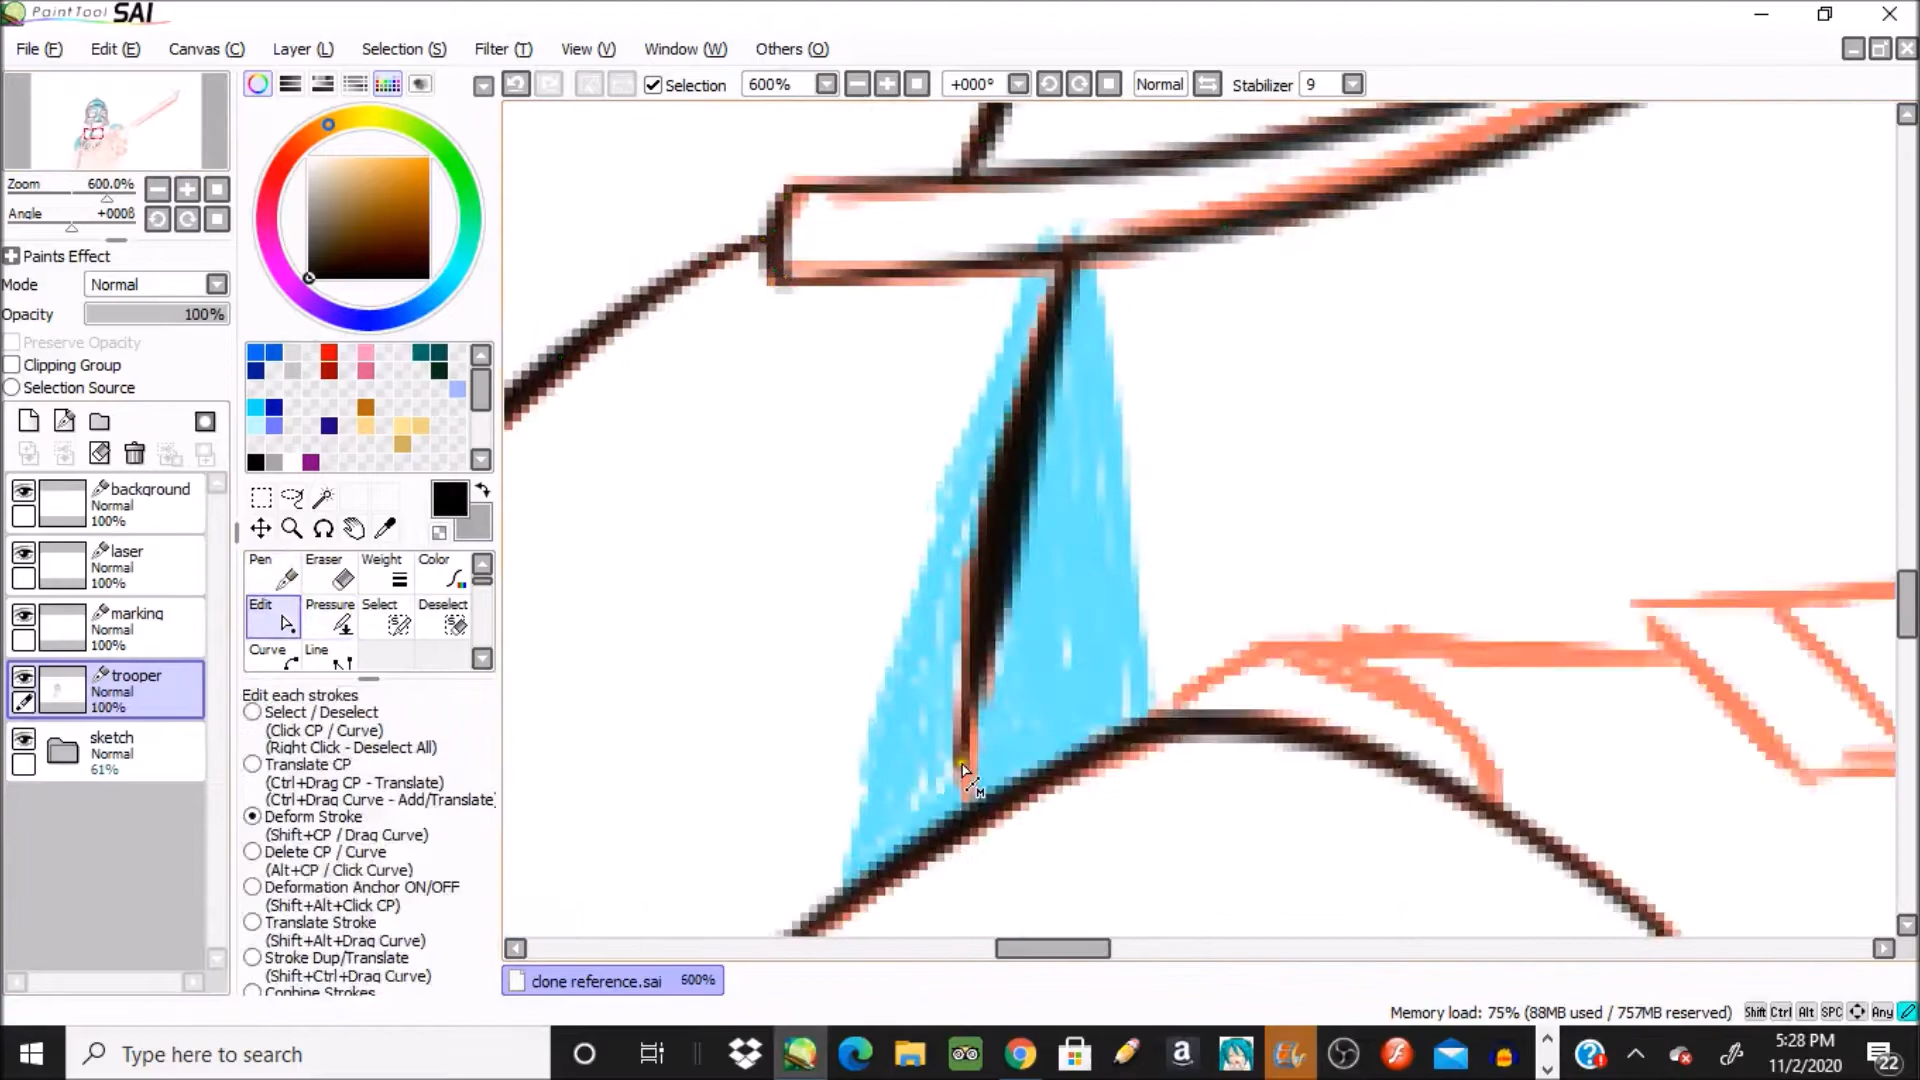 PaintTool SAI
File (F) Edit (E) Canvas (C) Layer (L) Selection (S) Filter (T) View (V) Window (W) Others (O)
Selection 600% +000° Normal Stabilizer 9
Zoom 600.0%
Angle +0008
Paints Effect
Mode Normal
Opacity 100%
Preserve Opacity
Clipping Group
Selection Source
background
Normal
100%
laser
Normal
100%
marking
Normal
100%
trooper
Normal
100%
sketch
Normal
61%
Pen Eraser Weight Color
Edit Pressure Select Deselect
Curve Line
Edit each strokes
Select / Deselect
(Click CP / Curve)
(Right Click - Deselect All)
Translate CP
(Ctrl+Drag CP - Translate)
(Ctrl+Drag Curve - Add/Translate)
Deform Stroke
(Shift+CP / Drag Curve)
Delete CP / Curve
(Alt+CP / Click Curve)
Deformation Anchor ON/OFF
(Shift+Alt+Click CP)
Translate Stroke
(Shift+Alt+Drag Curve)
Stroke Dup/Translate
(Shift+Ctrl+Drag Curve)
Combine Strokes
M
clone reference.sai 600%
Memory load: 75% (88MB used / 757MB reserved) Shift Ctrl Alt SPC Any
Type here to search
5:28 PM
11/2/2020
22